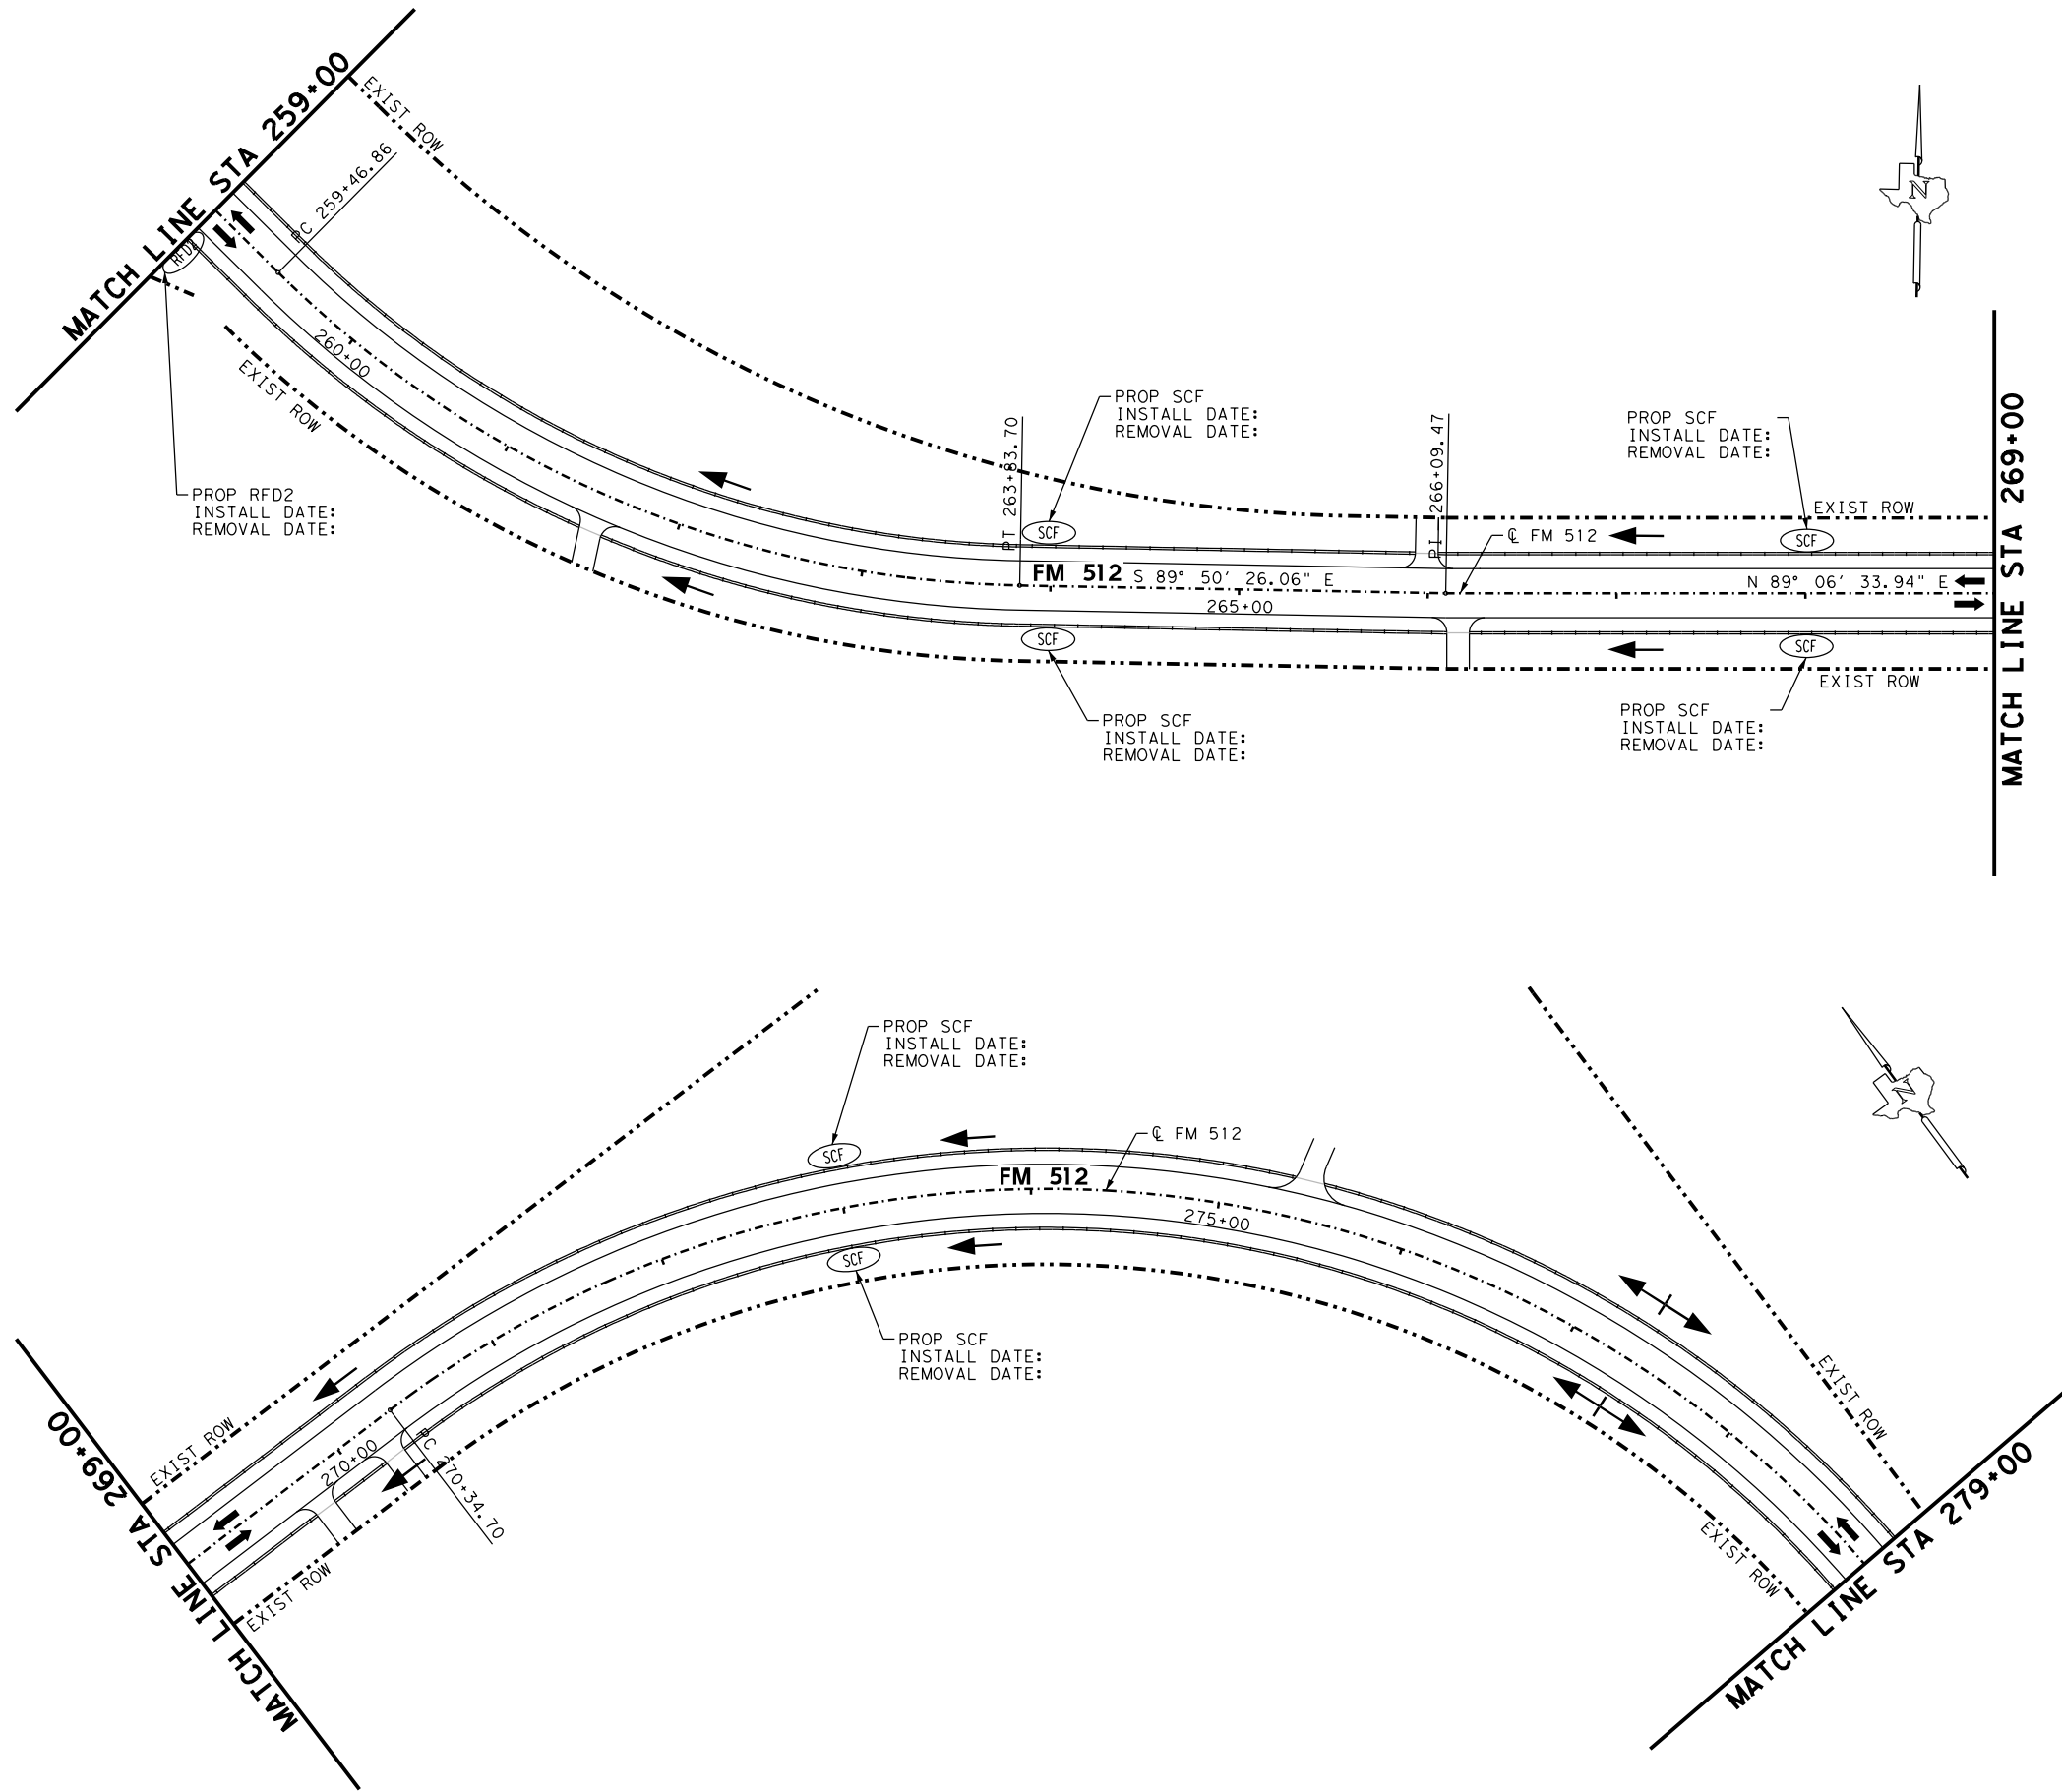 MATCH LINE STA 259+00
EXIST ROW
PC 259+46.86
N
260+00
EXIST ROW
RFD2
PROP RFD2
INSTALL DATE:
REMOVAL DATE:
PT 263+83.70
PROP SCF
INSTALL DATE:
REMOVAL DATE:
SCF
PI 266+09.47
PROP SCF
INSTALL DATE:
REMOVAL DATE:
SCF
EXIST ROW
℄ FM 512
FM 512
S 89° 50' 26.06" E
N 89° 06' 33.94" E
265+00
SCF
SCF
EXIST ROW
PROP SCF
INSTALL DATE:
REMOVAL DATE:
PROP SCF
INSTALL DATE:
REMOVAL DATE:
MATCH LINE STA 269+00
PROP SCF
INSTALL DATE:
REMOVAL DATE:
N
SCF
℄ FM 512
FM 512
275+00
SCF
PROP SCF
INSTALL DATE:
REMOVAL DATE:
EXIST ROW
EXIST ROW
270+00
PC 270+34.70
EXIST ROW
EXIST ROW
MATCH LINE STA 269+00
MATCH LINE STA 279+00